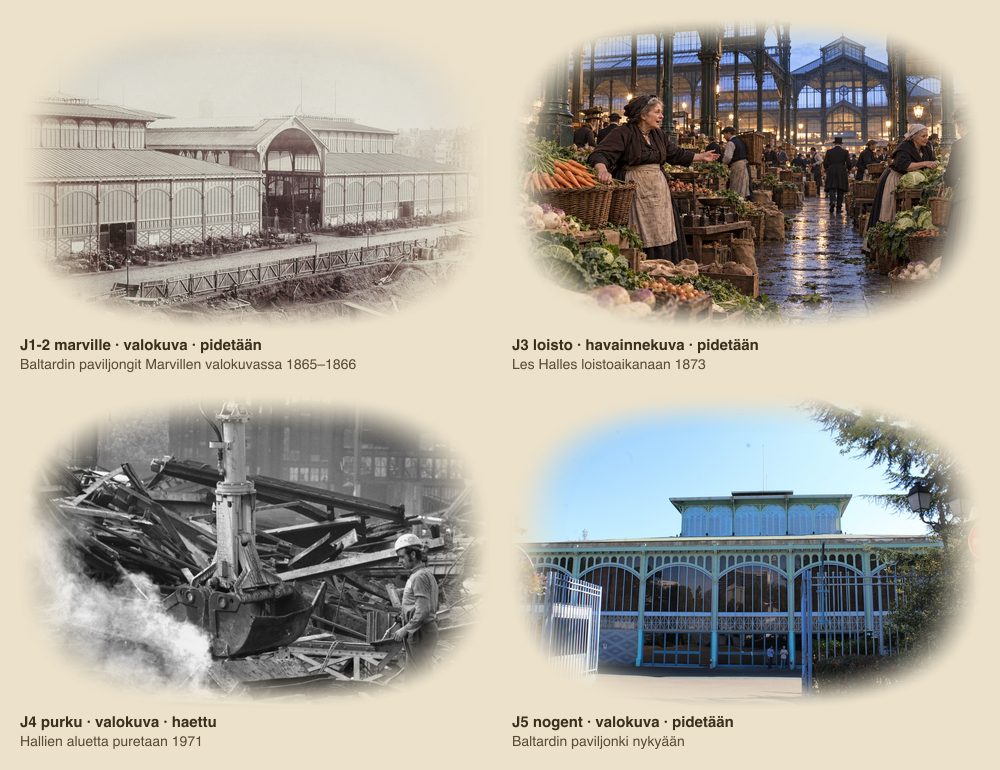 J1-2 marville · valokuva · pidetään
Baltardin paviljongit Marvillen valokuvassa 1865–1866
J3 loisto · havainnekuva · pidetään
Les Halles loistoaikanaan 1873
J4 purku · valokuva · haettu
Hallien aluetta puretaan 1971
J5 nogent · valokuva · pidetään
Baltardin paviljonki nykyään